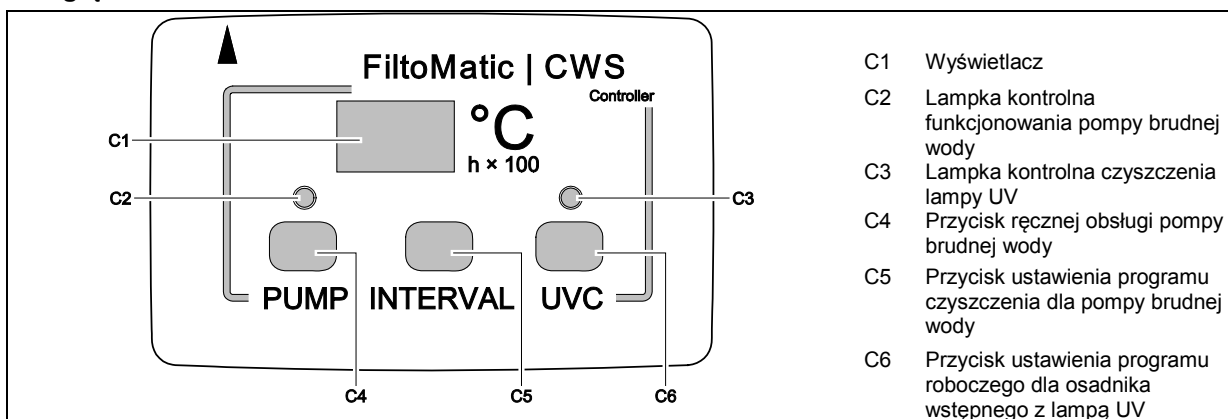 FiltoMatic | CWS
Controller
°C
h × 100
C1
C2
C3
PUMP INTERVAL UVC
C4 C5 C6
C1 Wyświetlacz
C2 Lampka kontrolna
funkcjonowania pompy brudnej
wody
C3 Lampka kontrolna czyszczenia
lampy UV
C4 Przycisk ręcznej obsługi pompy
brudnej wody
C5 Przycisk ustawienia programu
czyszczenia dla pompy brudnej
wody
C6 Przycisk ustawienia programu
roboczego dla osadnika
wstępnego z lampą UV